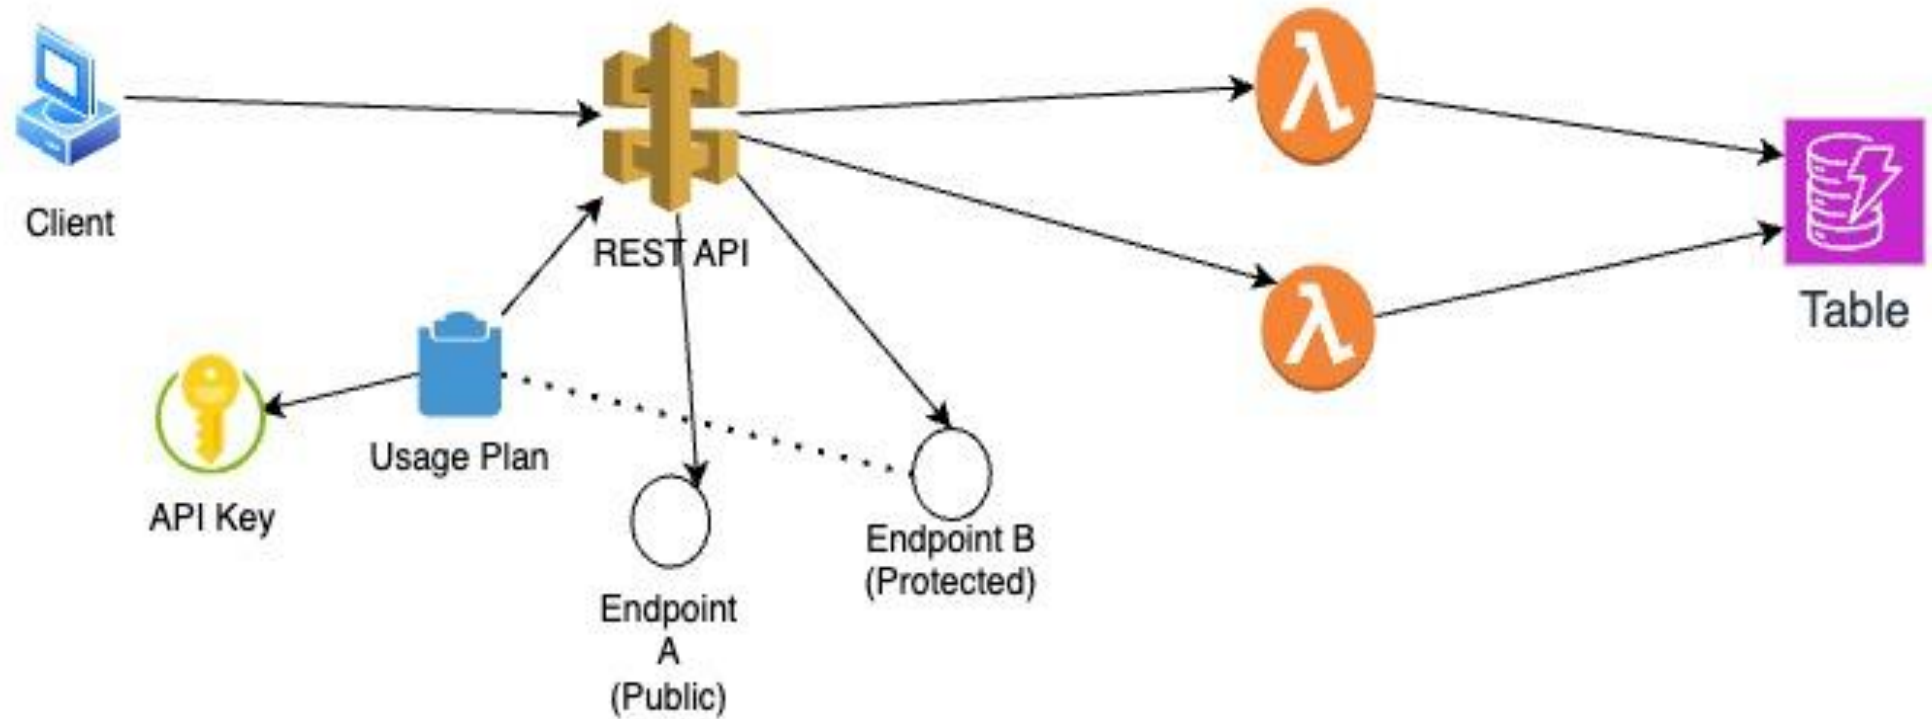 Client
REST API
Table
Usage Plan
API Key
Endpoint
A
(Public)
Endpoint B
(Protected)